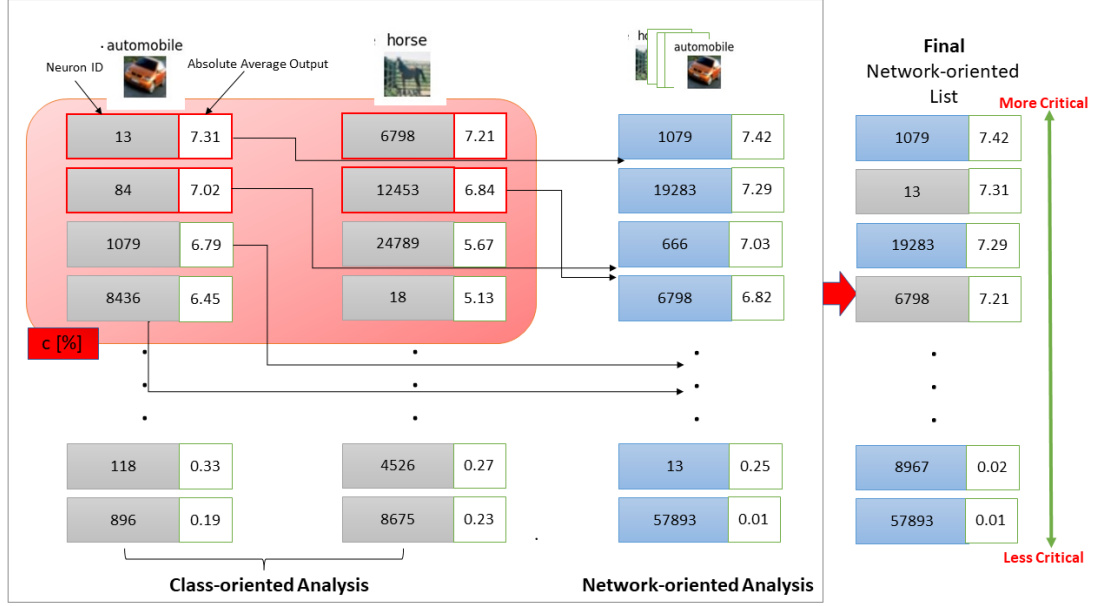 . automobile
horse
automobile
Neuron ID
Absolute Average Output
Final
Network-oriented
List
More Critical
13 7.31
6798 7.21
1079 7.42
1079 7.42
84 7.02
12453 6.84
19283 7.29
13 7.31
1079 6.79
24789 5.67
666 7.03
19283 7.29
8436 6.45
18 5.13
6798 6.82
6798 7.21
c [%]
118 0.33
4526 0.27
13 0.25
8967 0.02
896 0.19
8675 0.23
57893 0.01
57893 0.01
Less Critical
Class-oriented Analysis
Network-oriented Analysis